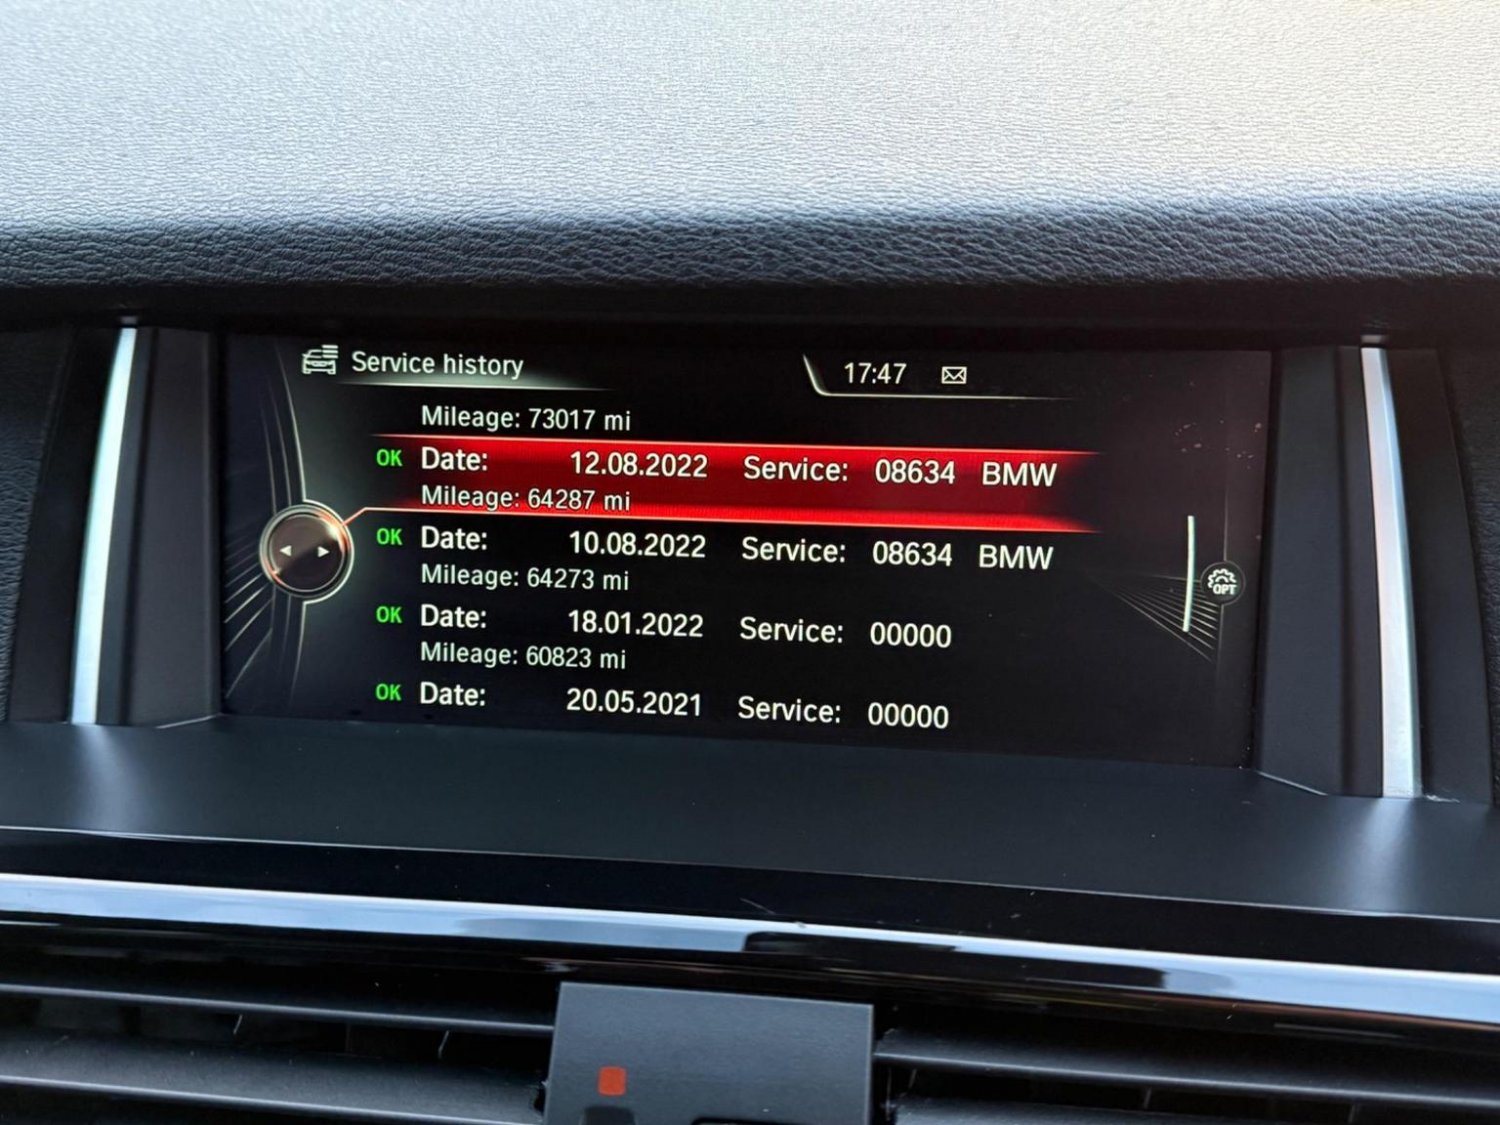 Service history
17:47
Mileage: 73017 mi
OK Date: 12.08.2022 Service: 08634 BMW
Mileage: 64287 mi
OK Date: 10.08.2022 Service: 08634 BMW
Mileage: 64273 mi
OK Date: 18.01.2022 Service: 00000
Mileage: 60823 mi
OK Date: 20.05.2021 Service: 00000
OPT